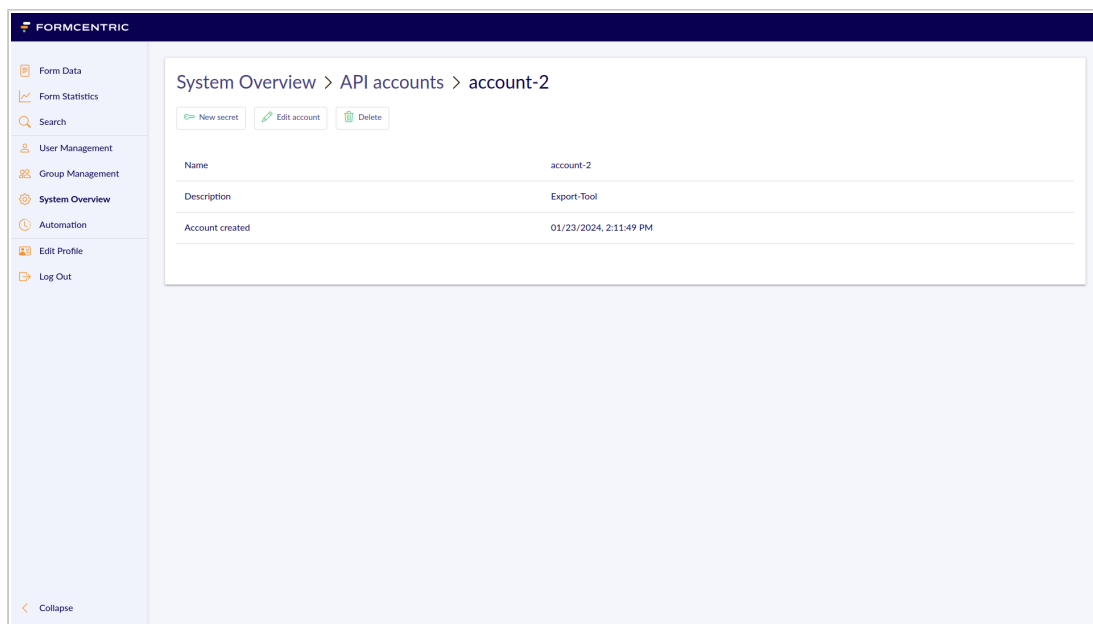 FORMCENTRIC
Form Data
Form Statistics
Search
User Management
Group Management
System Overview
Automation
Edit Profile
Log Out
Collapse
System Overview > API accounts > account-2
New secret Edit account Delete
Name account-2
Description Export-Tool
Account created 01/23/2024, 2:11:49 PM